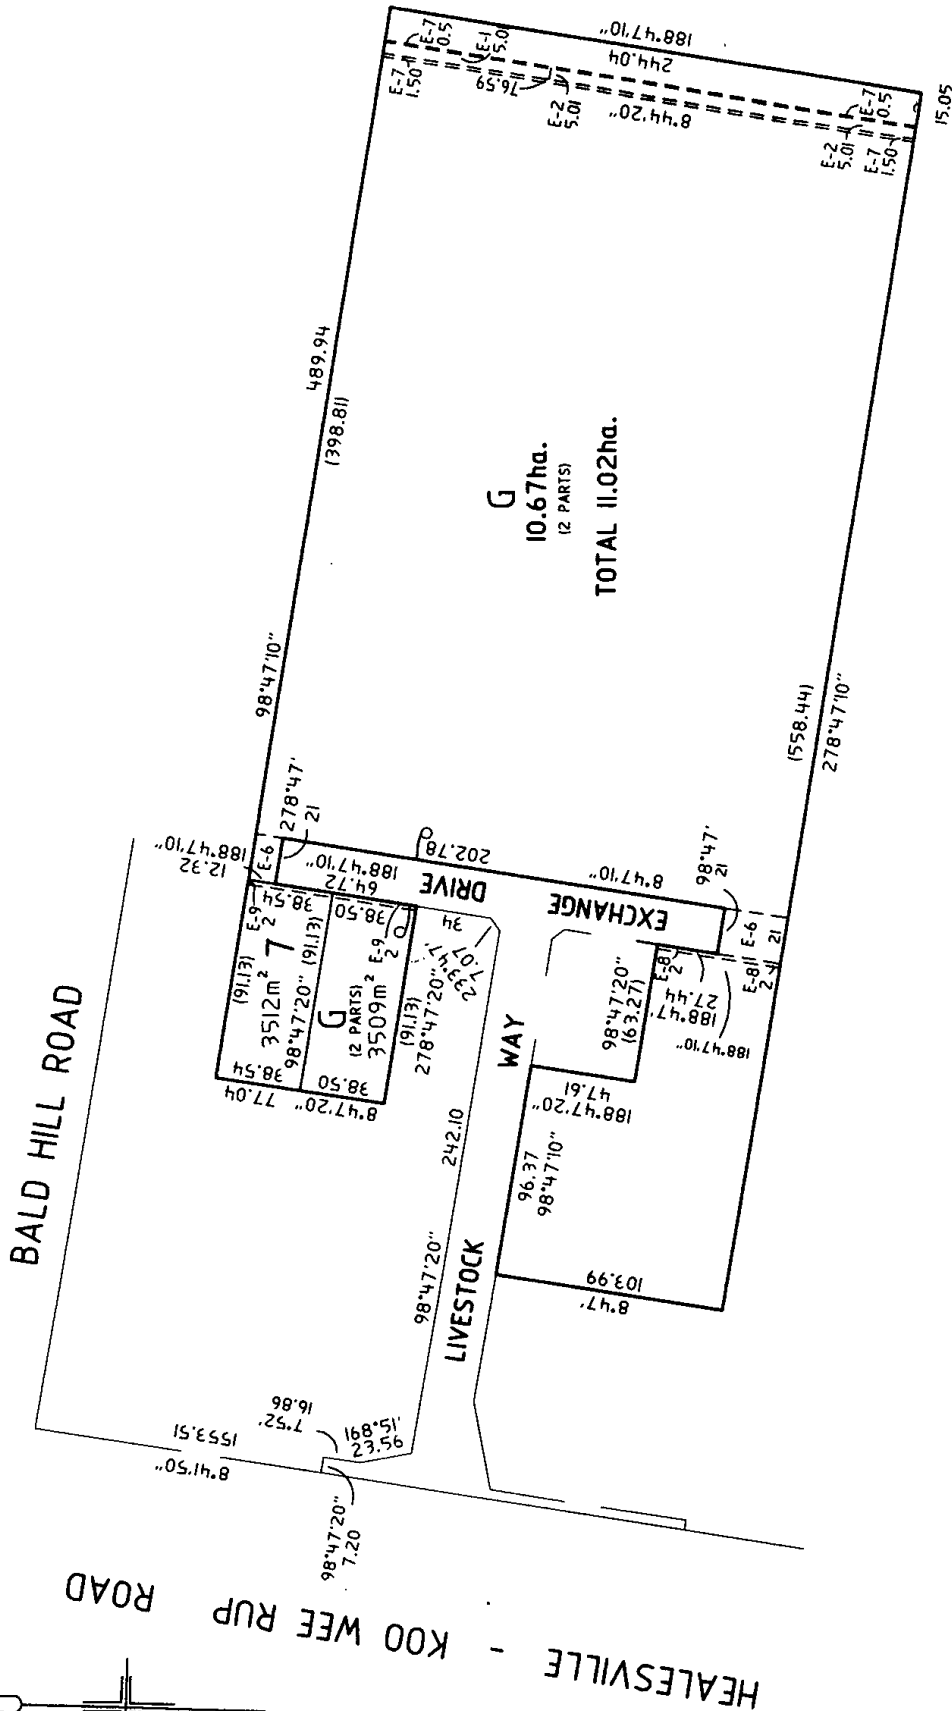 BALD HILL ROAD
HEALESVILLE - KOO WEE RUP ROAD
LIVESTOCK WAY
EXCHANGE DRIVE
188°47'10"
244.04
E-7
0.5
E-1
5.01
E-7
1.50
76.59
E-2
5.01
8°44'20"
E-7
0.5
E-2
5.01
E-7
1.50
15.05
489.94
(398.81)
98°47'10"
G
10.67ha.
(2 PARTS)
TOTAL 11.02ha.
(558.44)
278°47'10"
278°47'
21
188°47'10"
12.32
E-6
188°47'10"
64.72
202.78
8°47'10"
98°47'
21
E-6
21
E-9
2
38.54
(91.13)
7
3512m²
38.54
98°47'20"
(91.13)
38.50
G
(2 PARTS)
3509m²
E-9
2
38.50
(91.13)
278°47'20"
77.04
8°47'20"
34
233°47'
7.07
242.10
98°47'20"
98°47'20"
(63.27)
E-8
2
27.44
188°47'
E-8
2
188°47'10"
47.61
188°47'20"
96.37
98°47'10"
103.99
8°47'
1553.51
8°41'50"
7°52'
16.86
168°51'
23.56
98°47'20"
7.20